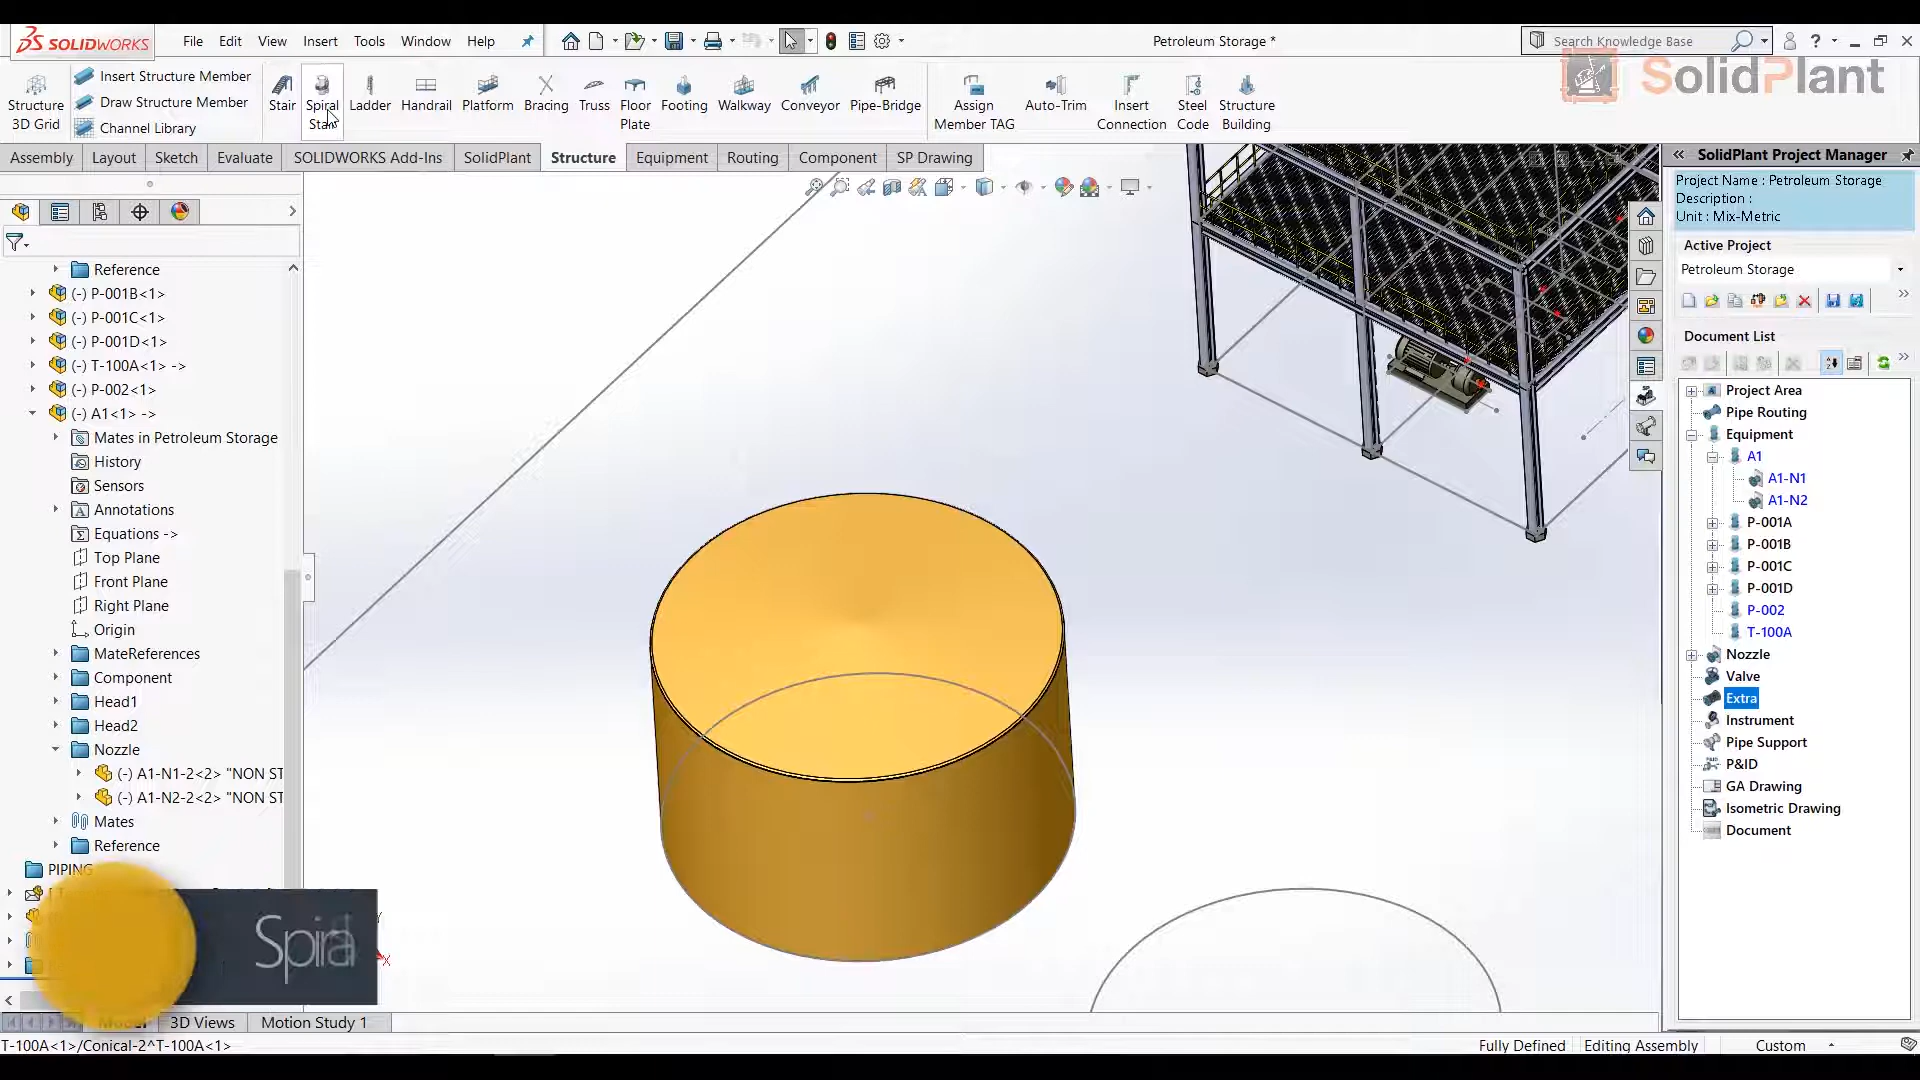 SOLIDWORKS
File Edit View Insert Tools Window Help
Petroleum Storage *
Search Knowledge Base
SolidPlant
Structure 3D Grid
Insert Structure Member
Draw Structure Member
Channel Library
Stair
Spiral
Stair
Ladder
Handrail
Platform
Bracing
Truss
Floor Plate
Footing
Walkway
Conveyor
Pipe-Bridge
Assign Member TAG
Auto-Trim
Insert Connection
Steel Code
Structure Building
Assembly Layout Sketch Evaluate SOLIDWORKS Add-Ins SolidPlant Structure Equipment Routing Component SP Drawing
Reference
(-) P-001B<1>
(-) P-001C<1>
(-) P-001D<1>
(-) T-100A<1> ->
(-) P-002<1>
(-) A1<1> ->
Mates in Petroleum Storage
History
Sensors
Annotations
Equations ->
Top Plane
Front Plane
Right Plane
Origin
MateReferences
Component
Head1
Head2
Nozzle
(-) A1-N1-2<2> "NON ST
(-) A1-N2-2<2> "NON ST
Mates
Reference
PIPING
Spiral
Y
X
Model 3D Views Motion Study 1
T-100A<1>/Conical-2^T-100A<1>
Fully Defined Editing Assembly Custom
SolidPlant Project Manager
Project Name : Petroleum Storage
Description :
Unit : Mix-Metric
Active Project
Petroleum Storage
Document List
Project Area
Pipe Routing
Equipment
A1
A1-N1
A1-N2
P-001A
P-001B
P-001C
P-001D
P-002
T-100A
Nozzle
Valve
Extra
Instrument
Pipe Support
P&ID
GA Drawing
Isometric Drawing
Document